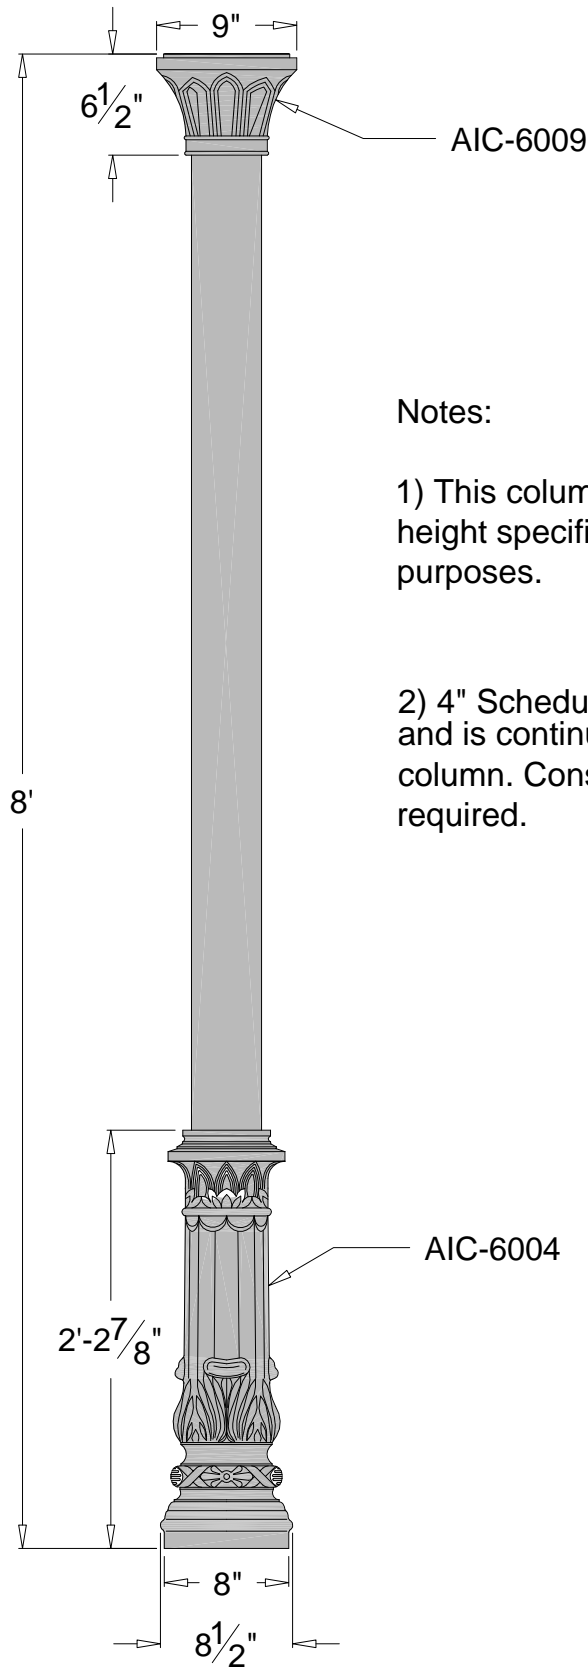 9"
6 1/2"
AIC-6009
Notes:
1) This colum
height specifi
purposes.
2) 4" Schedu
and is continu
column. Cons
required.
8'
AIC-6004
2'-2 7/8"
8"
8 1/2"